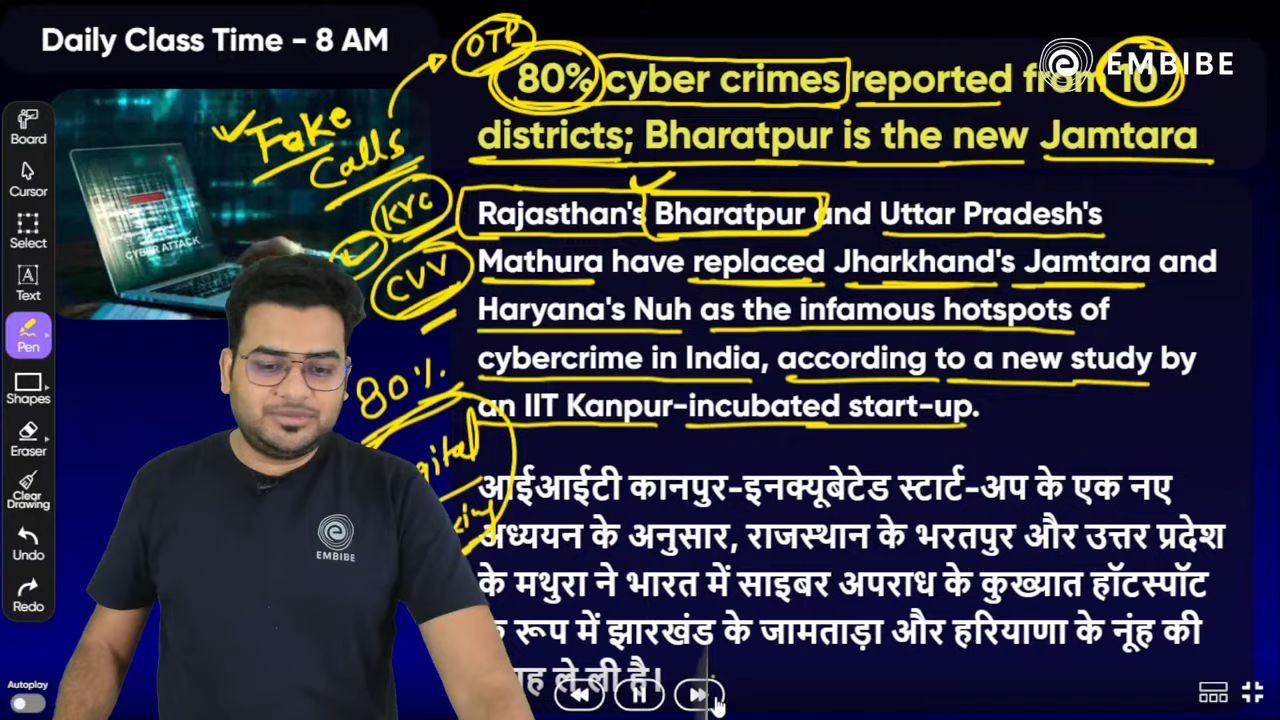 Daily Class Time - 8 AM
OTP
80% cyber crimes reported from 10
EMBIBE
districts; Bharatpur is the new Jamtara
Fake
Calls
KYC
CVV
80%
CYBER ATTACK
Rajasthan's Bharatpur and Uttar Pradesh's
Mathura have replaced Jharkhand's Jamtara and
Haryana's Nuh as the infamous hotspots of
cybercrime in India, according to a new study by
an IIT Kanpur-incubated start-up.
आईआईटी कानपुर-इनक्यूबेटेड स्टार्ट-अप के एक नए
अध्ययन के अनुसार, राजस्थान के भरतपुर और उत्तर प्रदेश
के मथुरा ने भारत में साइबर अपराध के कुख्यात हॉटस्पॉट
रूप में झारखंड के जामताड़ा और हरियाणा के नूंह की
ले ली है।
Board
Cursor
Select
Text
Pen
Shapes
Eraser
Clear
Drawing
Undo
Redo
Autoplay
EMBIBE